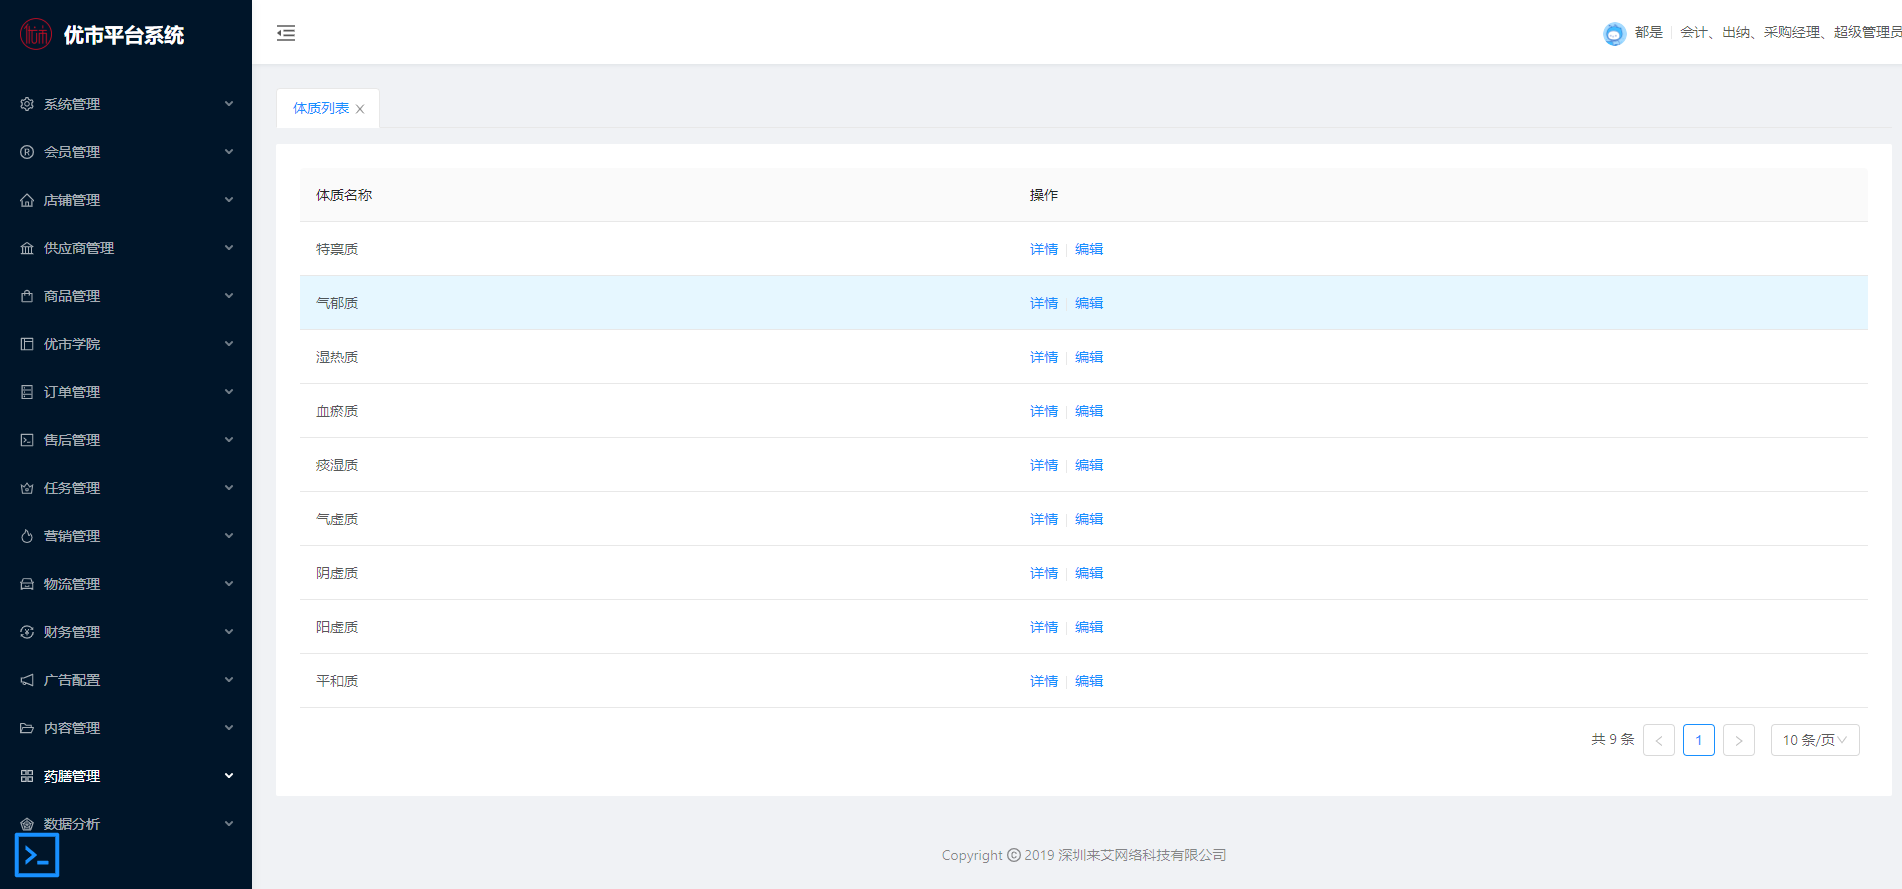 优市 优市平台系统
都是 会计、出纳、采购经理、超级管理员
系统管理
会员管理
店铺管理
供应商管理
商品管理
优市学院
订单管理
售后管理
任务管理
营销管理
物流管理
财务管理
广告配置
内容管理
药膳管理
数据分析
体质列表
体质名称 操作
特禀质 详情 编辑
气郁质 详情 编辑
湿热质 详情 编辑
血瘀质 详情 编辑
痰湿质 详情 编辑
气虚质 详情 编辑
阴虚质 详情 编辑
阳虚质 详情 编辑
平和质 详情 编辑
共 9 条 < 1 > 10 条/页
Copyright © 2019 深圳来艾网络科技有限公司